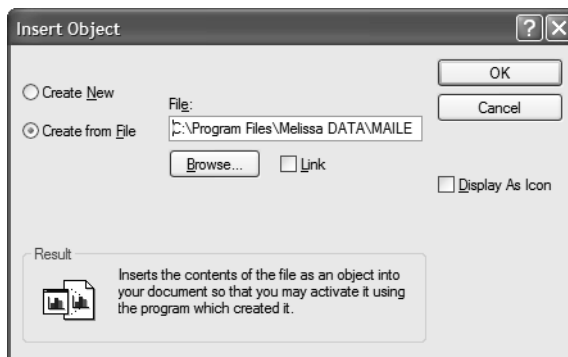 Insert Object
Create New
Create from File
File:
C:\Program Files\Melissa DATA\MAILE
Browse...
Link
OK
Cancel
Display As Icon
Result
Inserts the contents of the file as an object into
your document so that you may activate it using
the program which created it.